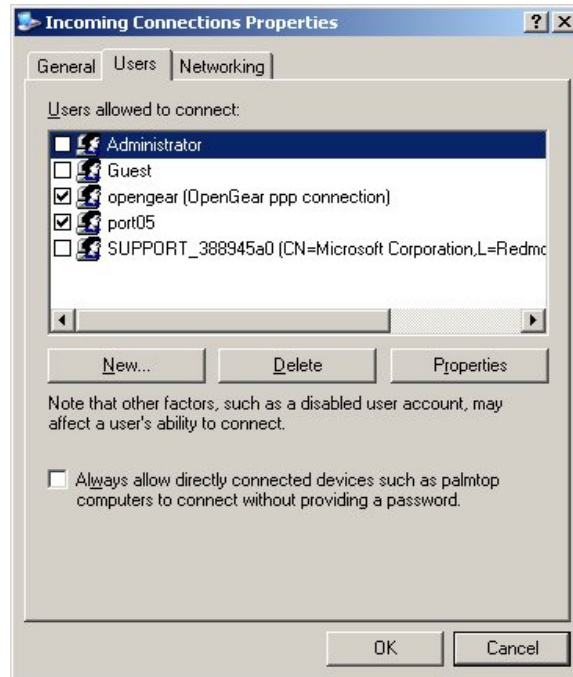 Incoming Connections Properties
General Users Networking
Users allowed to connect:
Administrator
Guest
opengear (OpenGear ppp connection)
port05
SUPPORT_388945a0 (CN=Microsoft Corporation,L=Redmo
New... Delete Properties
Note that other factors, such as a disabled user account, may
affect a user's ability to connect.
Always allow directly connected devices such as palmtop
computers to connect without providing a password.
OK Cancel